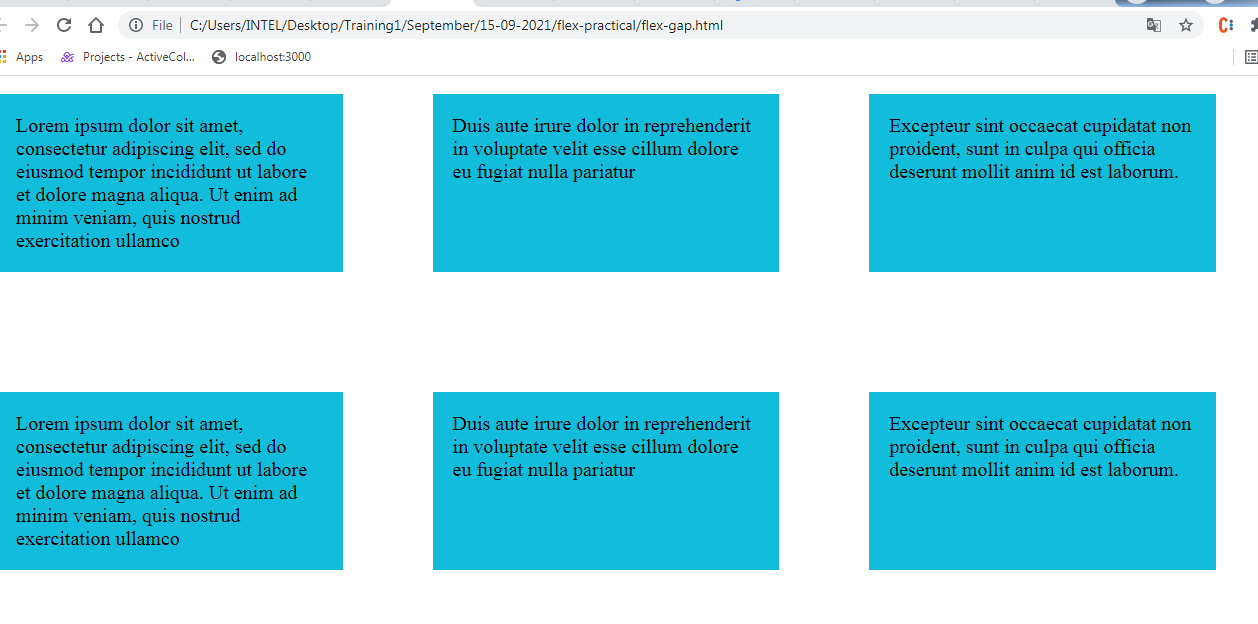 File C:/Users/INTEL/Desktop/Training1/September/15-09-2021/flex-practical/flex-gap.html
Apps Projects - ActiveCol... localhost:3000
Lorem ipsum dolor sit amet,
consectetur adipiscing elit, sed do
eiusmod tempor incididunt ut labore
et dolore magna aliqua. Ut enim ad
minim veniam, quis nostrud
exercitation ullamco
Duis aute irure dolor in reprehenderit
in voluptate velit esse cillum dolore
eu fugiat nulla pariatur
Excepteur sint occaecat cupidatat non
proident, sunt in culpa qui officia
deserunt mollit anim id est laborum.
Lorem ipsum dolor sit amet,
consectetur adipiscing elit, sed do
eiusmod tempor incididunt ut labore
et dolore magna aliqua. Ut enim ad
minim veniam, quis nostrud
exercitation ullamco
Duis aute irure dolor in reprehenderit
in voluptate velit esse cillum dolore
eu fugiat nulla pariatur
Excepteur sint occaecat cupidatat non
proident, sunt in culpa qui officia
deserunt mollit anim id est laborum.